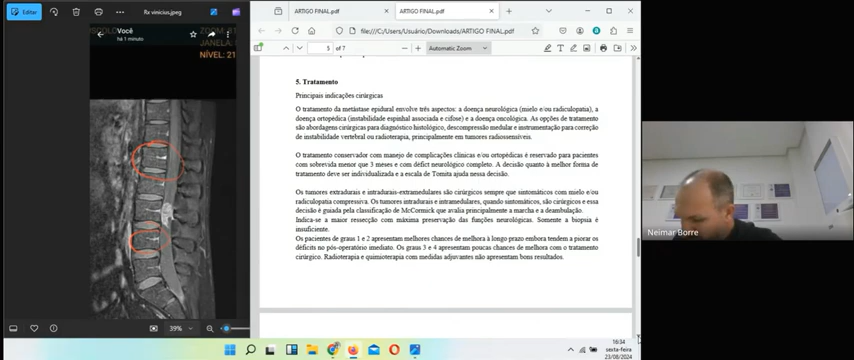 Editar
Rx vinicius.jpeg
Você
há 1 minuto
JANELA:
NÍVEL: 21
39%
ARTIGO FINAL.pdf
ARTIGO FINAL.pdf
file:///C:/Users/Usuário/Downloads/ARTIGO FINAL.pdf
5 of 7
Automatic Zoom
5. Tratamento
Principais indicações cirúrgicas
O tratamento da metástase epidural envolve três aspectos: a doença neurológica (mielo e/ou radiculopatia), a
doença ortopédica (instabilidade espinhal associada e cifose) e a doença oncológica. As opções de tratamento
são abordagens cirúrgicas para diagnóstico histológico, descompressão medular e instrumentação para correção
de instabilidade vertebral ou radioterapia, principalmente em tumores radiossensíveis.
O tratamento conservador com manejo de complicações clínicas e/ou ortopédicas é reservado para pacientes
com sobrevida menor que 3 meses e com déficit neurológico completo. A decisão quanto à melhor forma de
tratamento deve ser individualizada e a escala de Tomita ajuda nessa decisão.
Os tumores extradurais e intradurais-extramedulares são cirúrgicos sempre que sintomáticos com mielo e/ou
radiculopatia compressiva. Os tumores intradurais e intramedulares, quando sintomáticos, são cirúrgicos e essa
decisão é guiada pela classificação de McCormick que avalia principalmente a marcha e a deambulação.
Indica-se a maior ressecção com máxima preservação das funções neurológicas. Somente a biopsia é
insuficiente.
Os pacientes de graus 1 e 2 apresentam melhores chances de melhora à longo prazo embora tendem a piorar os
déficits no pós-operatório imediato. Os graus 3 e 4 apresentam poucas chances de melhora com o tratamento
cirúrgico. Radioterapia e quimioterapia com medidas adjuvantes não apresentam bons resultados.
Neimar Borre
16:34
sexta-feira
23/08/2024